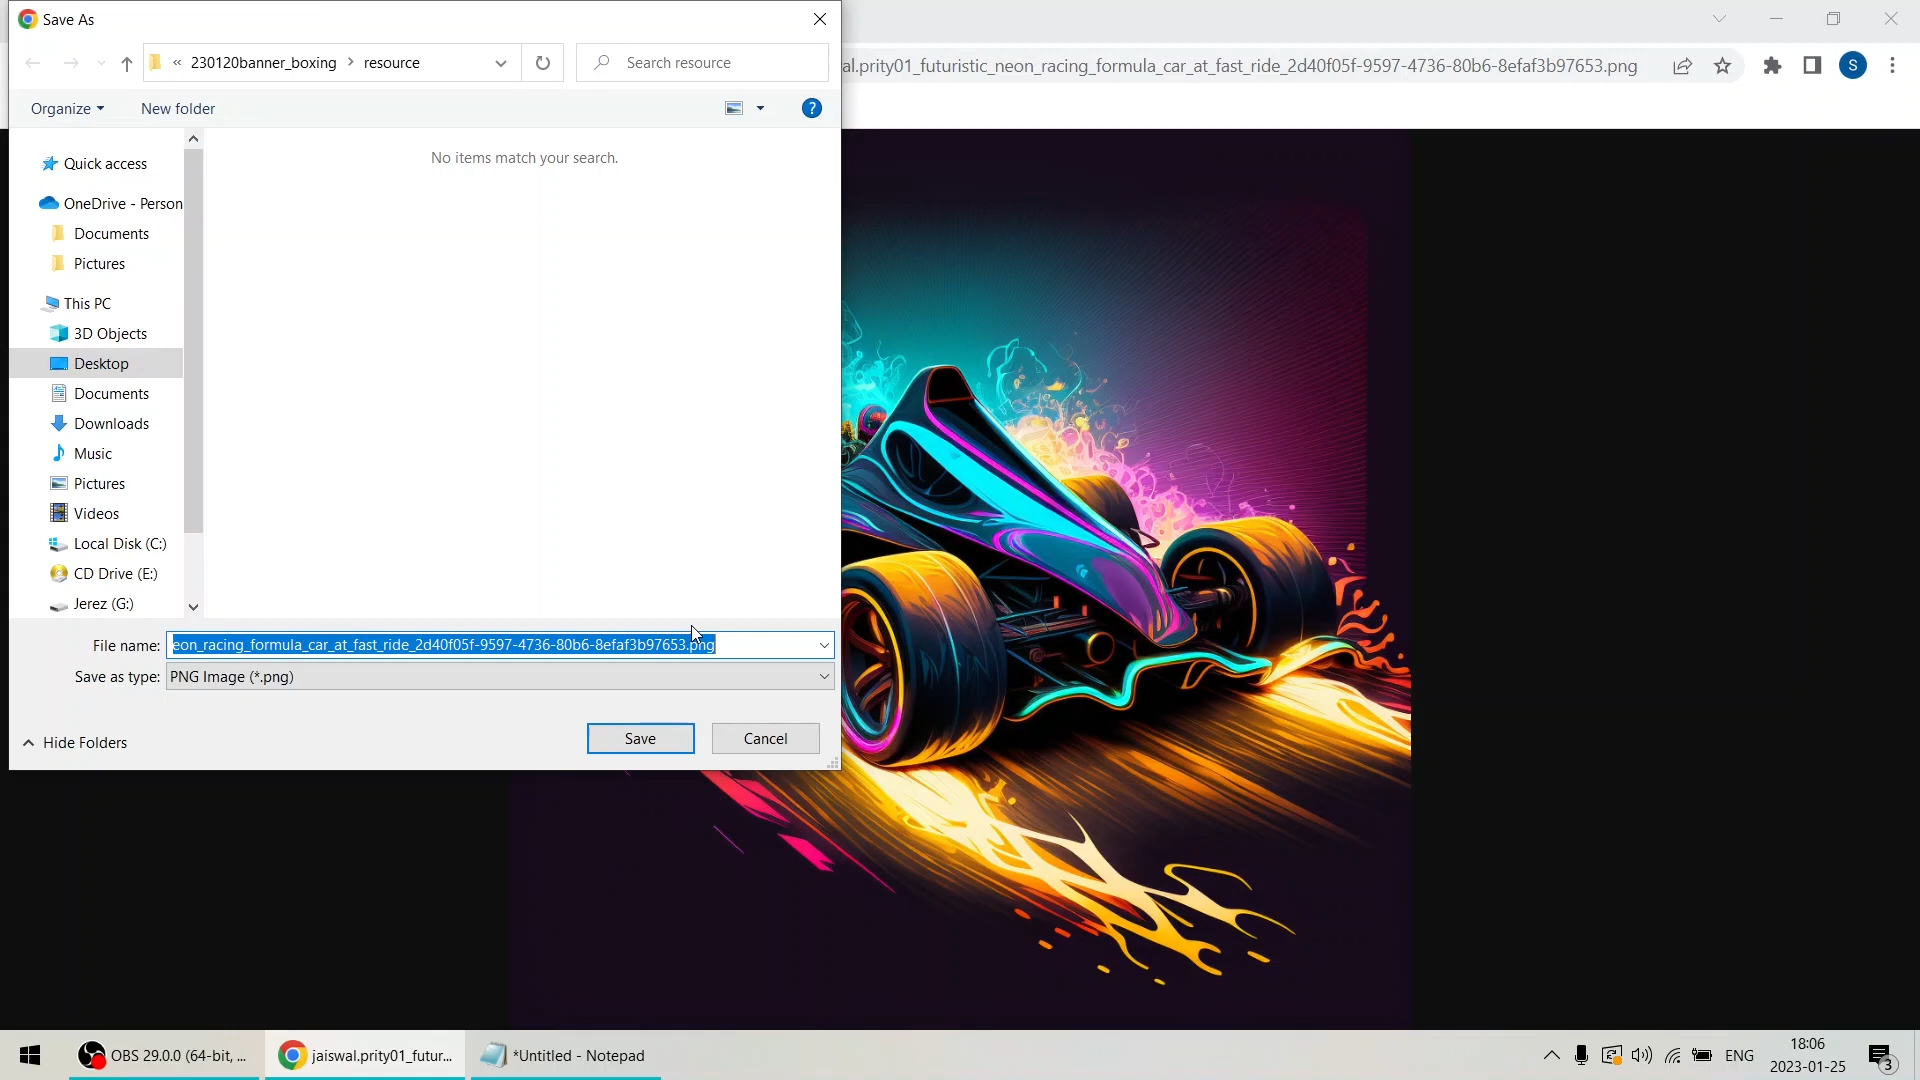 Save As
« 230120banner_boxing > resource
Search resource
al.prity01_futuristic_neon_racing_formula_car_at_fast_ride_2d40f05f-9597-4736-80b6-8efaf3b97653.png
S
Organize
New folder
?
No items match your search.
Quick access
OneDrive - Person
Documents
Pictures
This PC
3D Objects
Desktop
Documents
Downloads
Music
Pictures
Videos
Local Disk (C:)
CD Drive (E:)
Jerez (G:)
File name: eon_racing_formula_car_at_fast_ride_2d40f05f-9597-4736-80b6-8efaf3b97653.png
Save as type: PNG Image (*.png)
Hide Folders
Save
Cancel
OBS 29.0.0 (64-bit, ...
jaiswal.prity01_futur...
*Untitled - Notepad
ENG
18:06
2023-01-25
3